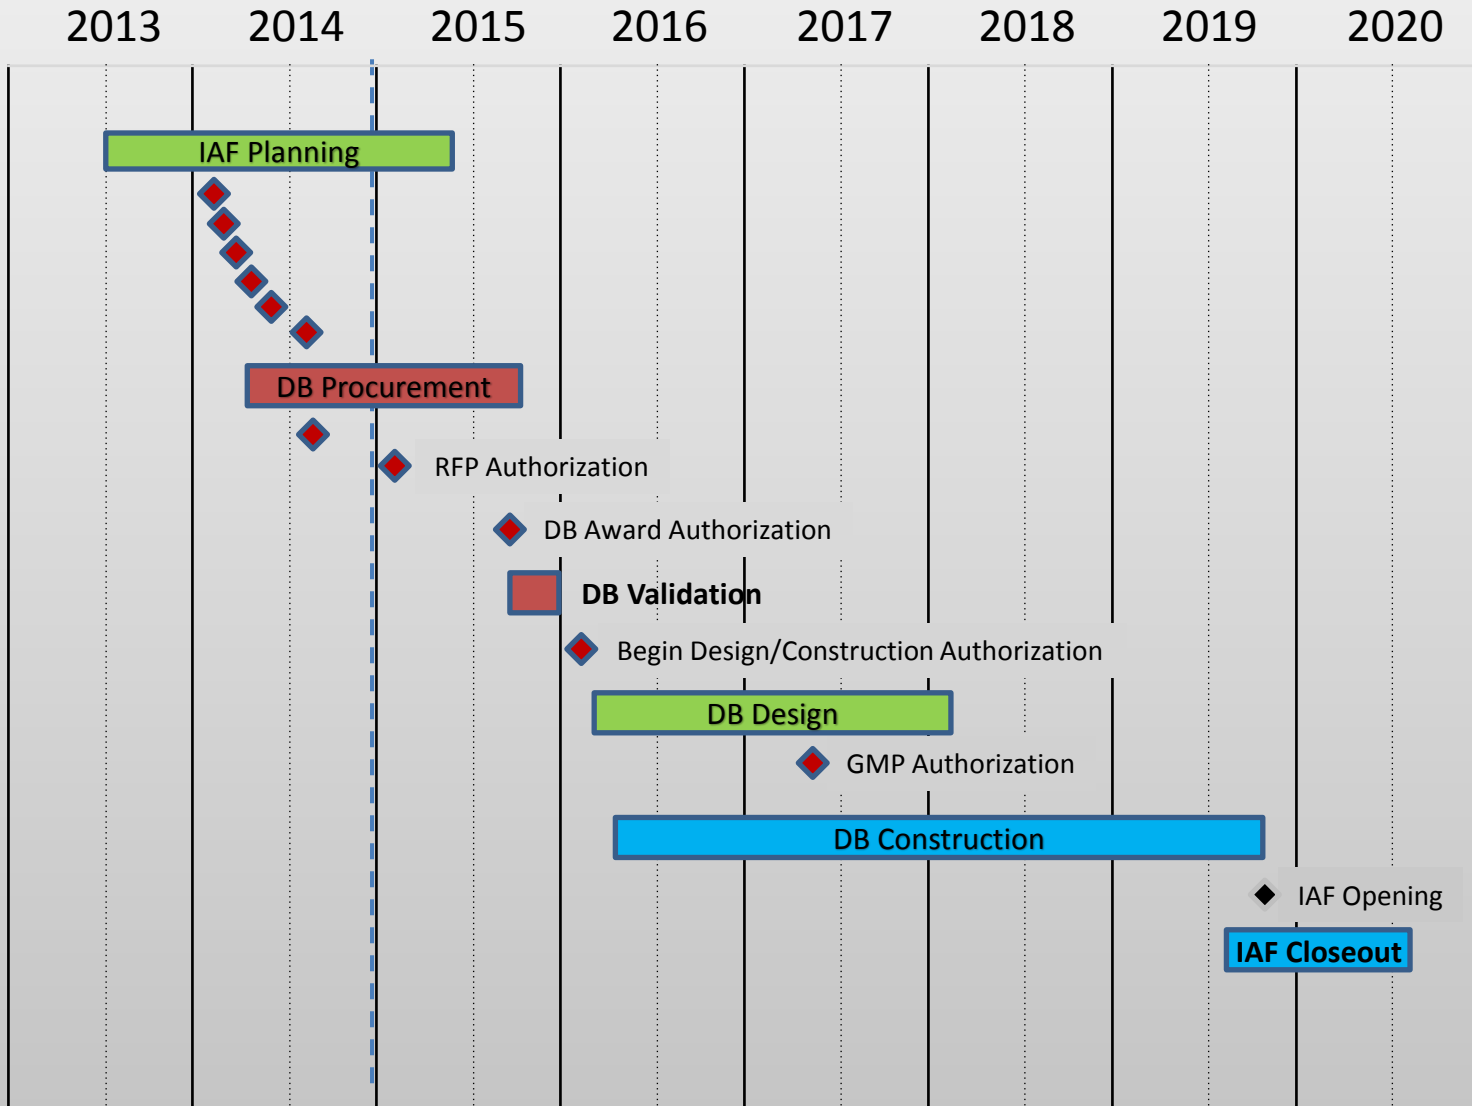 2013 2014 2015 2016 2017 2018 2019 2020
IAF Planning
DB Procurement
RFP Authorization
DB Award Authorization
DB Validation
Begin Design/Construction Authorization
DB Design
GMP Authorization
DB Construction
IAF Opening
IAF Closeout